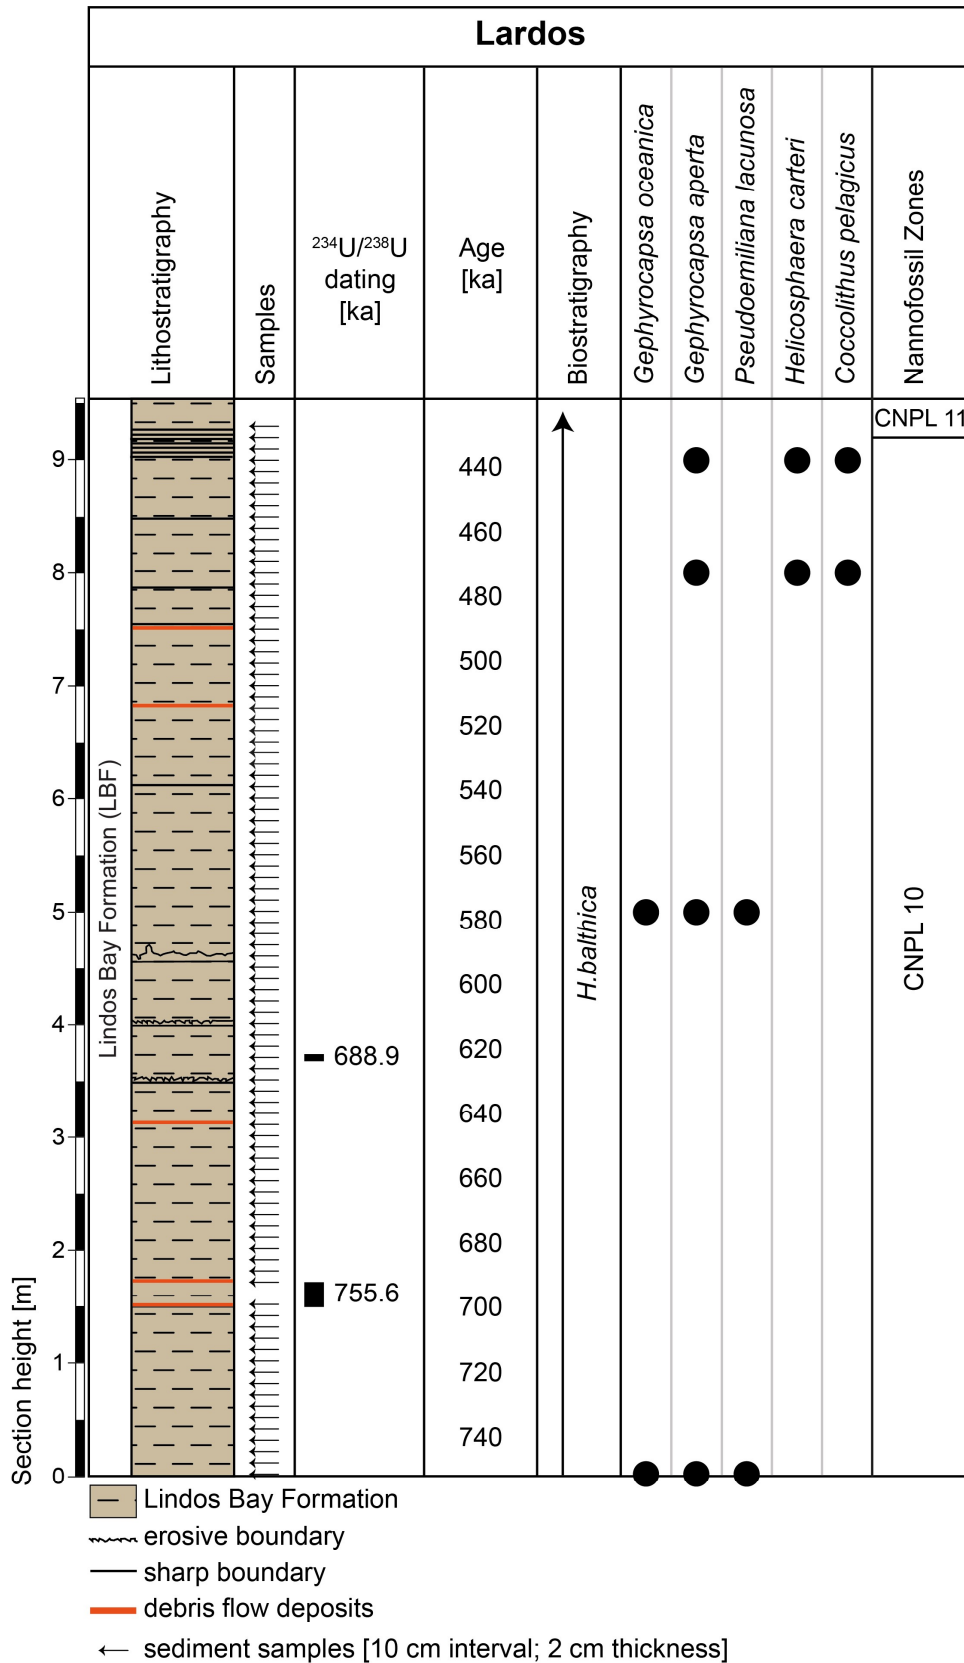 Lardos
Lithostratigraphy
Samples
²³⁴U/²³⁸U
dating
[ka]
Age
[ka]
Biostratigraphy
Gephyrocapsa oceanica
Gephyrocapsa aperta
Pseudoemiliana lacunosa
Helicosphaera carteri
Coccolithus pelagicus
Nannofossil Zones
CNPL 11
9
440
460
8
480
500
7
520
540
6
560
5
580
600
4
620
688.9
640
3
660
680
2
755.6
700
1
720
740
0
Section height [m]
Lindos Bay Formation (LBF)
H.balthica
CNPL 10
Lindos Bay Formation
erosive boundary
sharp boundary
debris flow deposits
sediment samples [10 cm interval; 2 cm thickness]